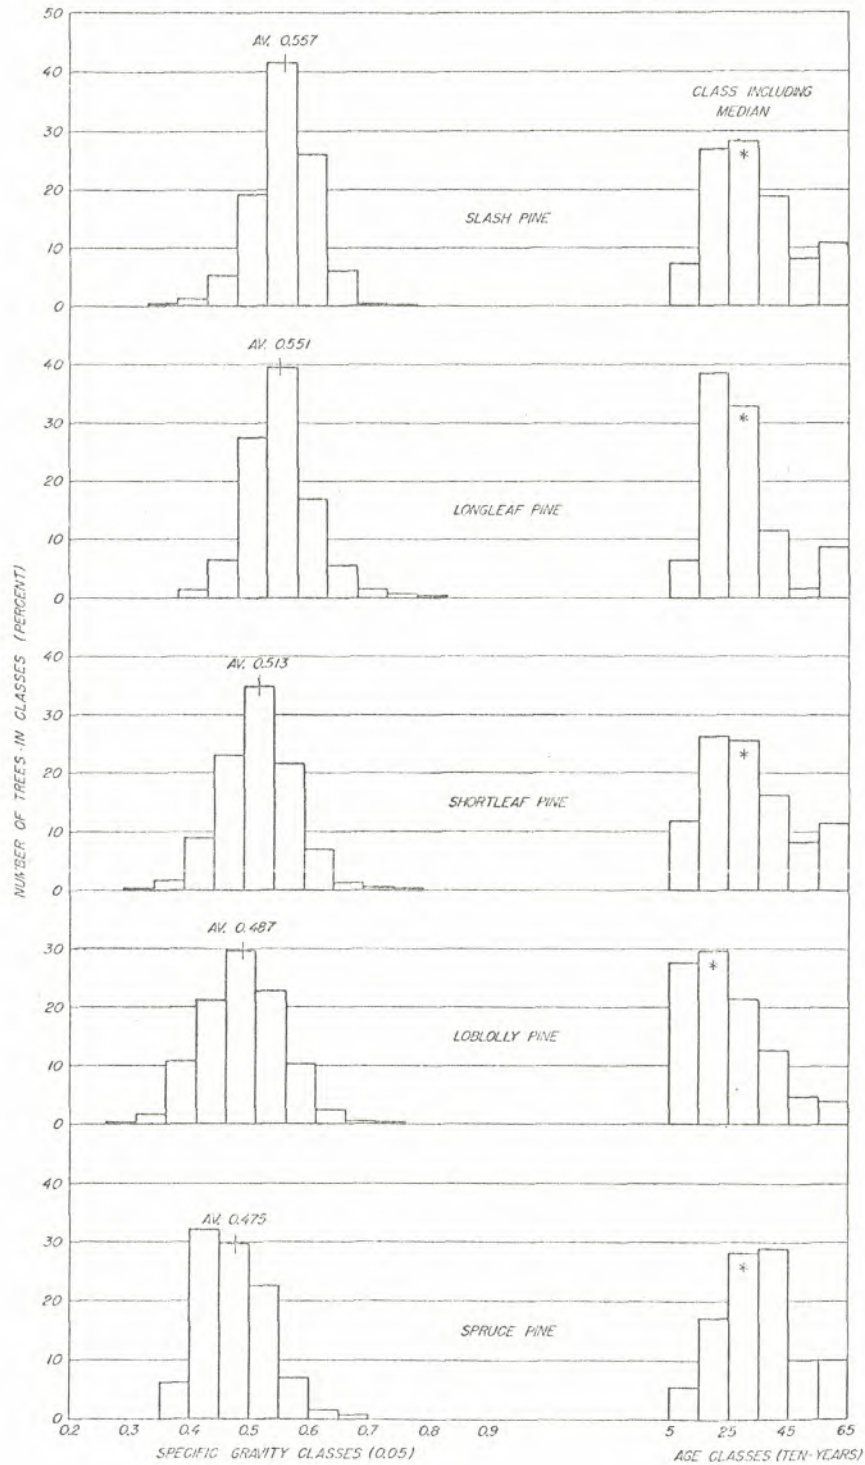 50
AV. 0.557
40
CLASS INCLUDING
MEDIAN
30
*
20
SLASH PINE
10
0
AV. 0.551
40
30
*
20
LONGLEAF PINE
10
0
NUMBER OF TREES IN CLASSES (PERCENT)
40
AV. 0.513
30
*
20
SHORTLEAF PINE
10
0
AV. 0.487
30
*
20
LOBLOLLY PINE
10
0
40
AV. 0.475
30
*
20
SPRUCE PINE
10
0
0.2 0.3 0.4 0.5 0.6 0.7 0.8 0.9 5 25 45 65
SPECIFIC GRAVITY CLASSES (0.05) AGE CLASSES (TEN-YEARS)